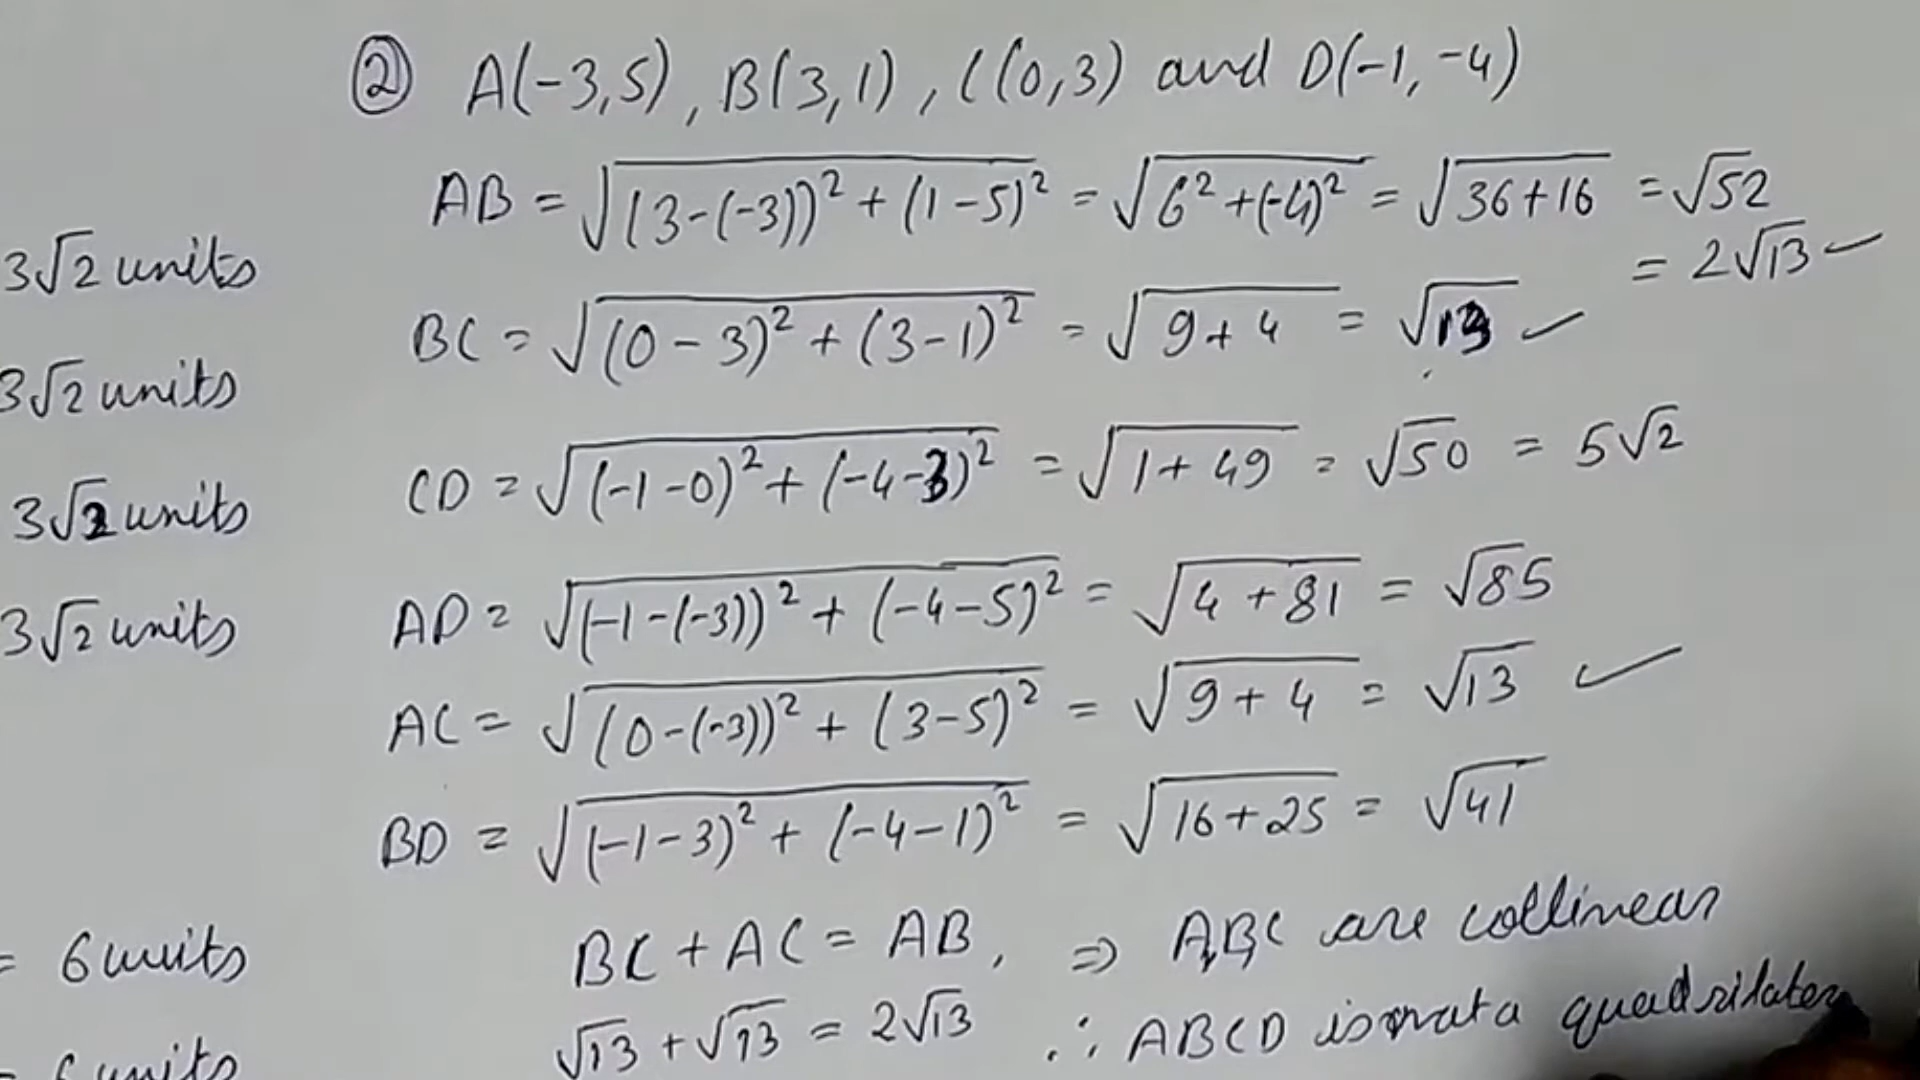 ② A(-3,5), B(3,1), C(0,3) and D(-1,-4)
AB = √((3-(-3))² + (1-5)²) = √(6²+(-4)²) = √(36+16) = √52
= 2√13 ✓
3√2 units
BC = √((0-3)² + (3-1)²) = √(9+4) = √13 ✓
3√2 units
CD = √((-1-0)² + (-4-3)²) = √(1+49) = √50 = 5√2
3√2 units
AD = √((-1-(-3))² + (-4-5)²) = √(4+81) = √85
3√2 units
AC = √((0-(-3))² + (3-5)²) = √(9+4) = √13 ✓
BD = √((-1-3)² + (-4-1)²) = √(16+25) = √41
= 6 units
BC + AC = AB, ⇒ A,B,C are collinear
√13 + √13 = 2√13 ∴ ABCD is not a quadrilater
= 6 units